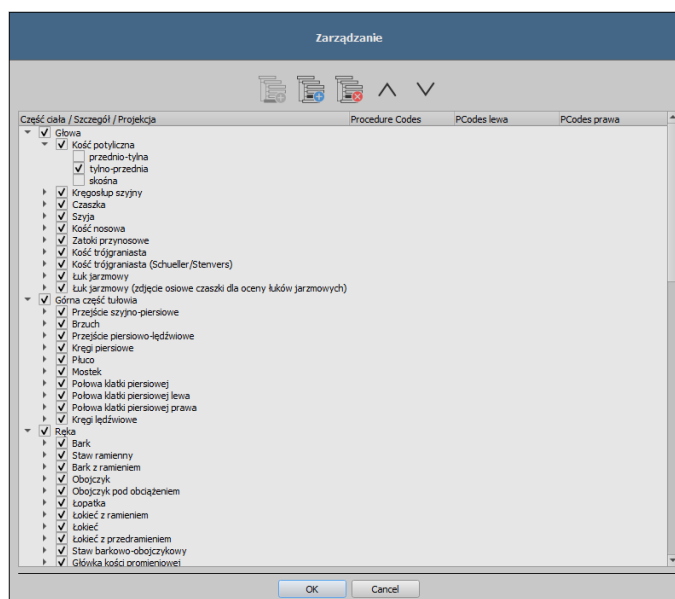 Zarządzanie
Część ciała / Szczegół / Projekcja Procedure Codes PCodes lewa PCodes prawa
Głowa
Kość potyliczna
przednio-tylna
tylno-przednia
skośna
Kręgosłup szyjny
Czaszka
Szyja
Kość nosowa
Zatoki przynosowe
Kość trójgraniasta
Kość trójgraniasta (Schueller/Stenvers)
Łuk jarzmowy
Łuk jarzmowy (zdjęcie osiowe czaszki dla oceny łuków jarzmowych)
Górna część tułowia
Przejście szyjno-piersiowe
Brzuch
Przejście piersiowo-lędźwiowe
Kręgi piersiowe
Płuco
Mostek
Połowa klatki piersiowej
Połowa klatki piersiowej lewa
Połowa klatki piersiowej prawa
Kręgi lędźwiowe
Ręka
Bark
Staw ramienny
Bark z ramieniem
Obojczyk
Obojczyk pod obciążeniem
Łopatka
Łokieć z ramieniem
Łokieć
Łokieć z przedramieniem
Staw barkowo-obojczykowy
Główka kości promieniowej
OK Cancel